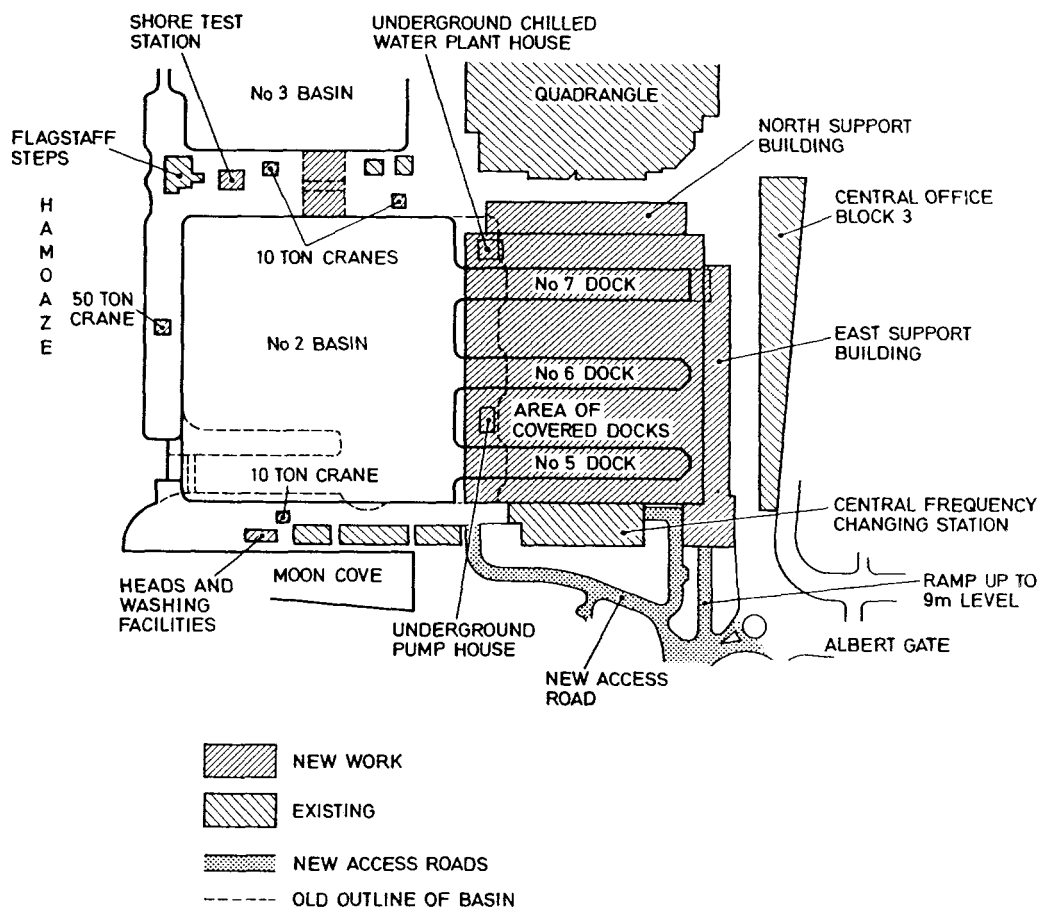 SHORE TEST
STATION
UNDERGROUND CHILLED
WATER PLANT HOUSE
No 3 BASIN
QUADRANGLE
FLAGSTAFF
STEPS
NORTH SUPPORT
BUILDING
HAMOAZE
CENTRAL OFFICE
BLOCK 3
10 TON CRANES
50 TON
CRANE
No 7 DOCK
No 2 BASIN
EAST SUPPORT
BUILDING
No 6 DOCK
AREA OF
COVERED DOCKS
No 5 DOCK
10 TON CRANE
CENTRAL FREQUENCY
CHANGING STATION
MOON COVE
HEADS AND
WASHING
FACILITIES
RAMP UP TO
9m LEVEL
UNDERGROUND
PUMP HOUSE
ALBERT GATE
NEW ACCESS
ROAD
NEW WORK
EXISTING
NEW ACCESS ROADS
OLD OUTLINE OF BASIN